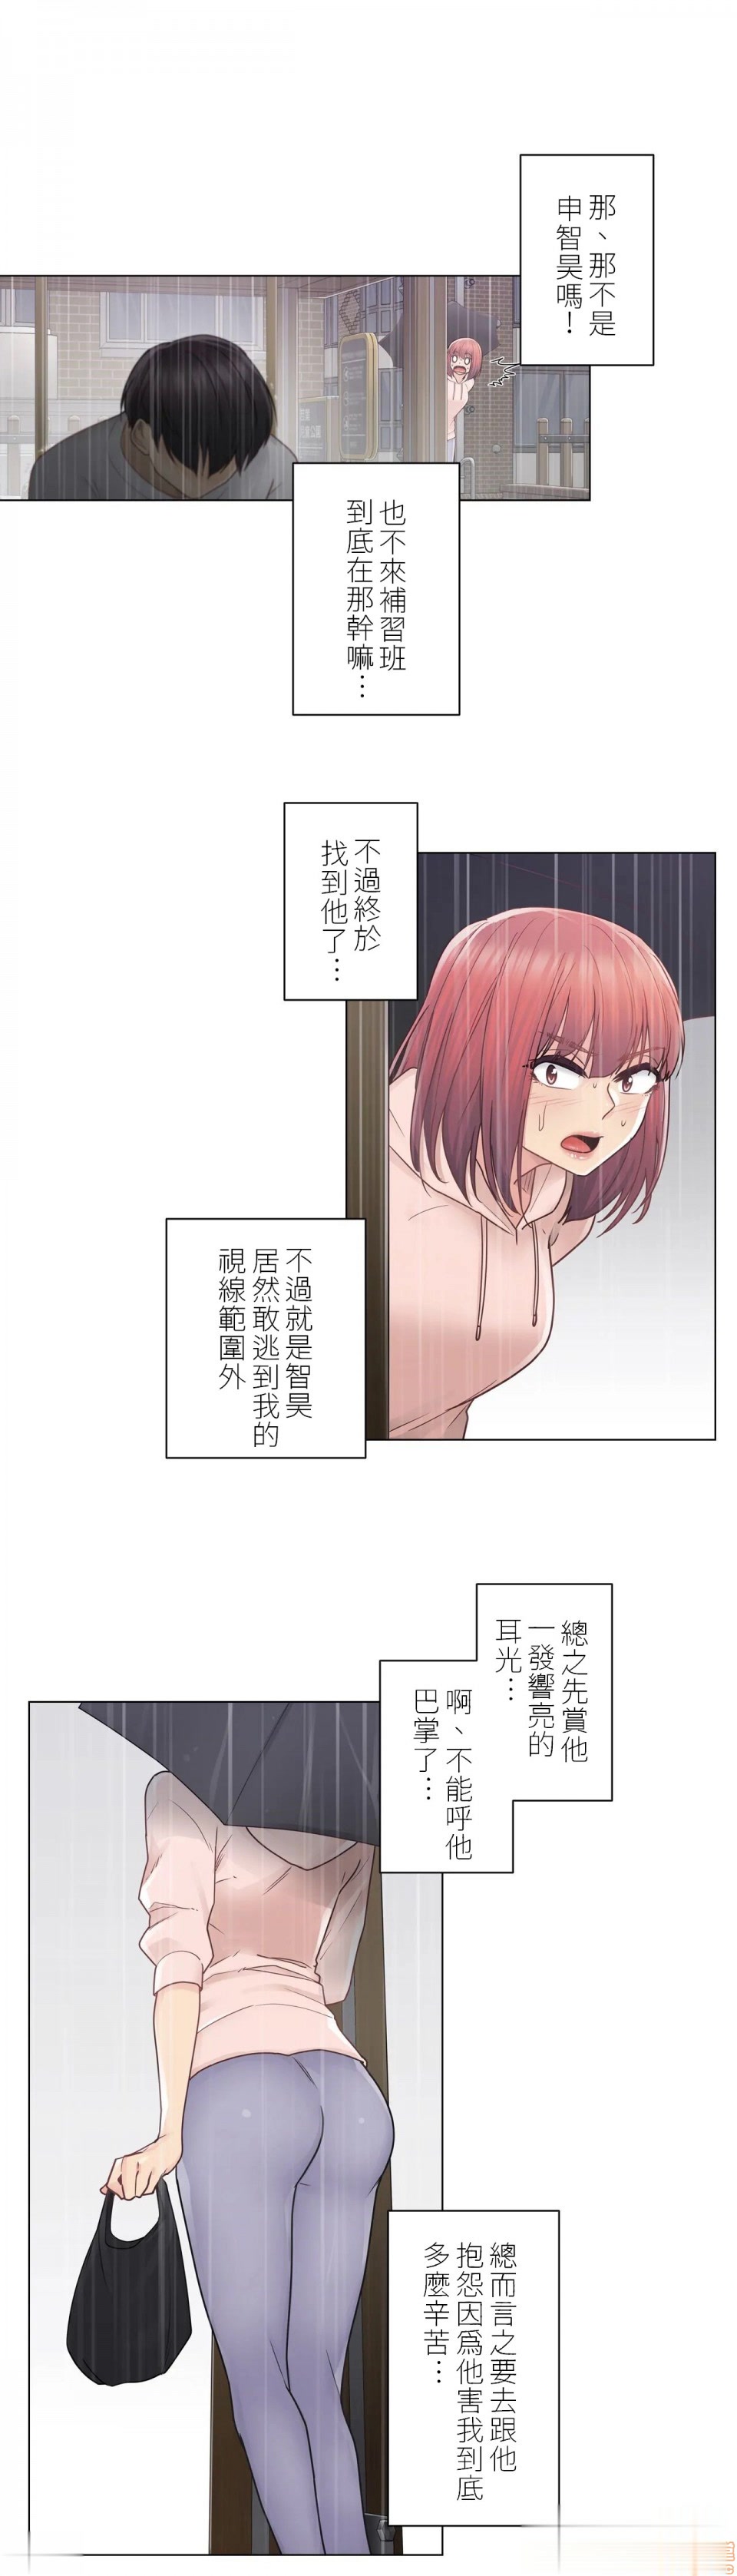 那、那不是
申智昊嗎！
也不來補習班
到底在那幹嘛…
不過終於
找到他了…
不過就是智昊
居然敢逃到我的
視線範圍外
總之先賞他
一發響亮的
耳光…
啊、不能呼他
巴掌了…
總而言之要去跟他
抱怨因爲他害我到底
多麼辛苦…